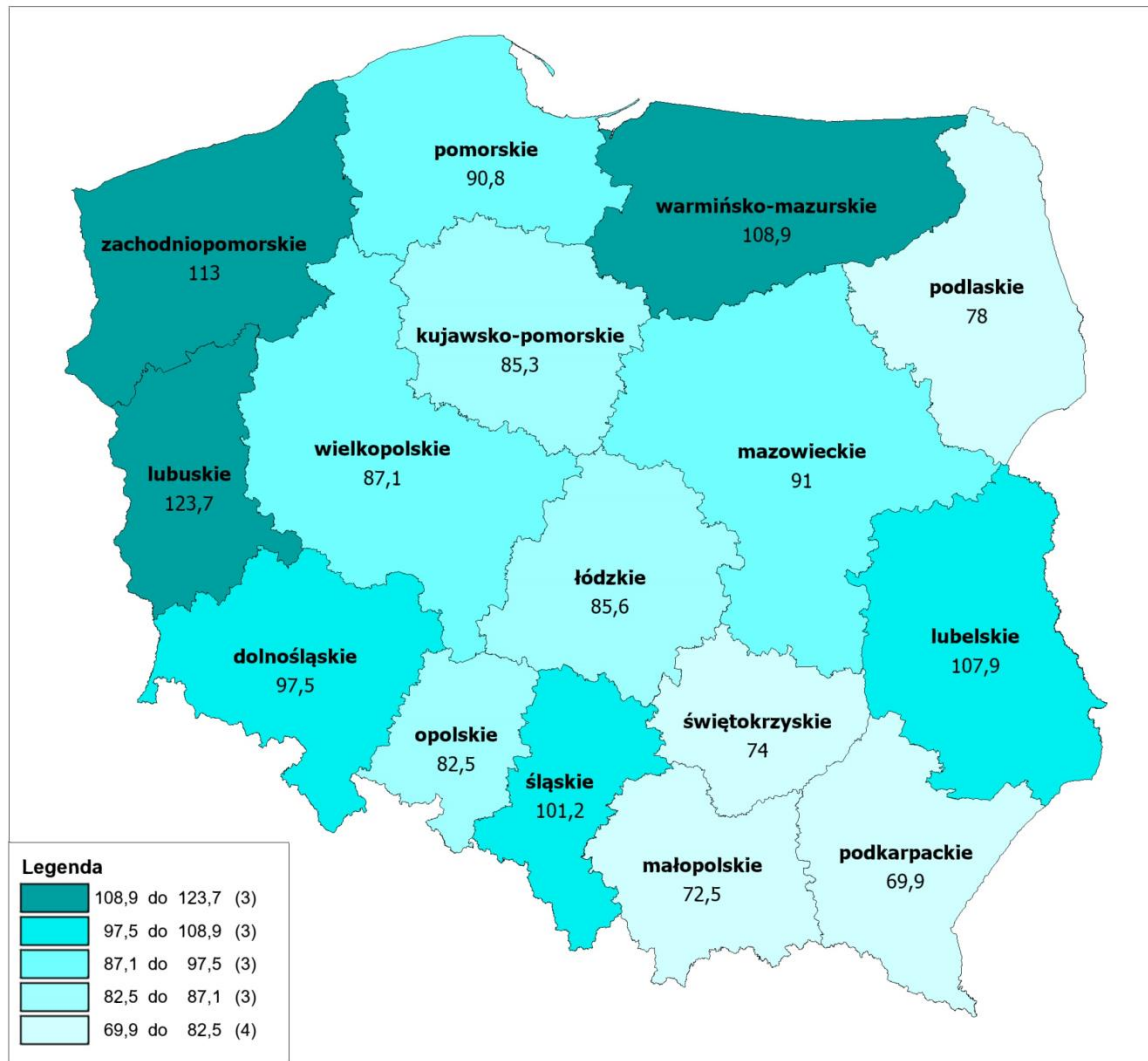 pomorskie
90,8
warmińsko-mazurskie
108,9
zachodniopomorskie
113
podlaskie
78
kujawsko-pomorskie
85,3
wielkopolskie
87,1
mazowieckie
91
lubuskie
123,7
łódzkie
85,6
lubelskie
107,9
dolnośląskie
97,5
świętokrzyskie
74
opolskie
82,5
śląskie
101,2
małopolskie
72,5
podkarpackie
69,9
Legenda
108,9 do 123,7 (3)
97,5 do 108,9 (3)
87,1 do 97,5 (3)
82,5 do 87,1 (3)
69,9 do 82,5 (4)